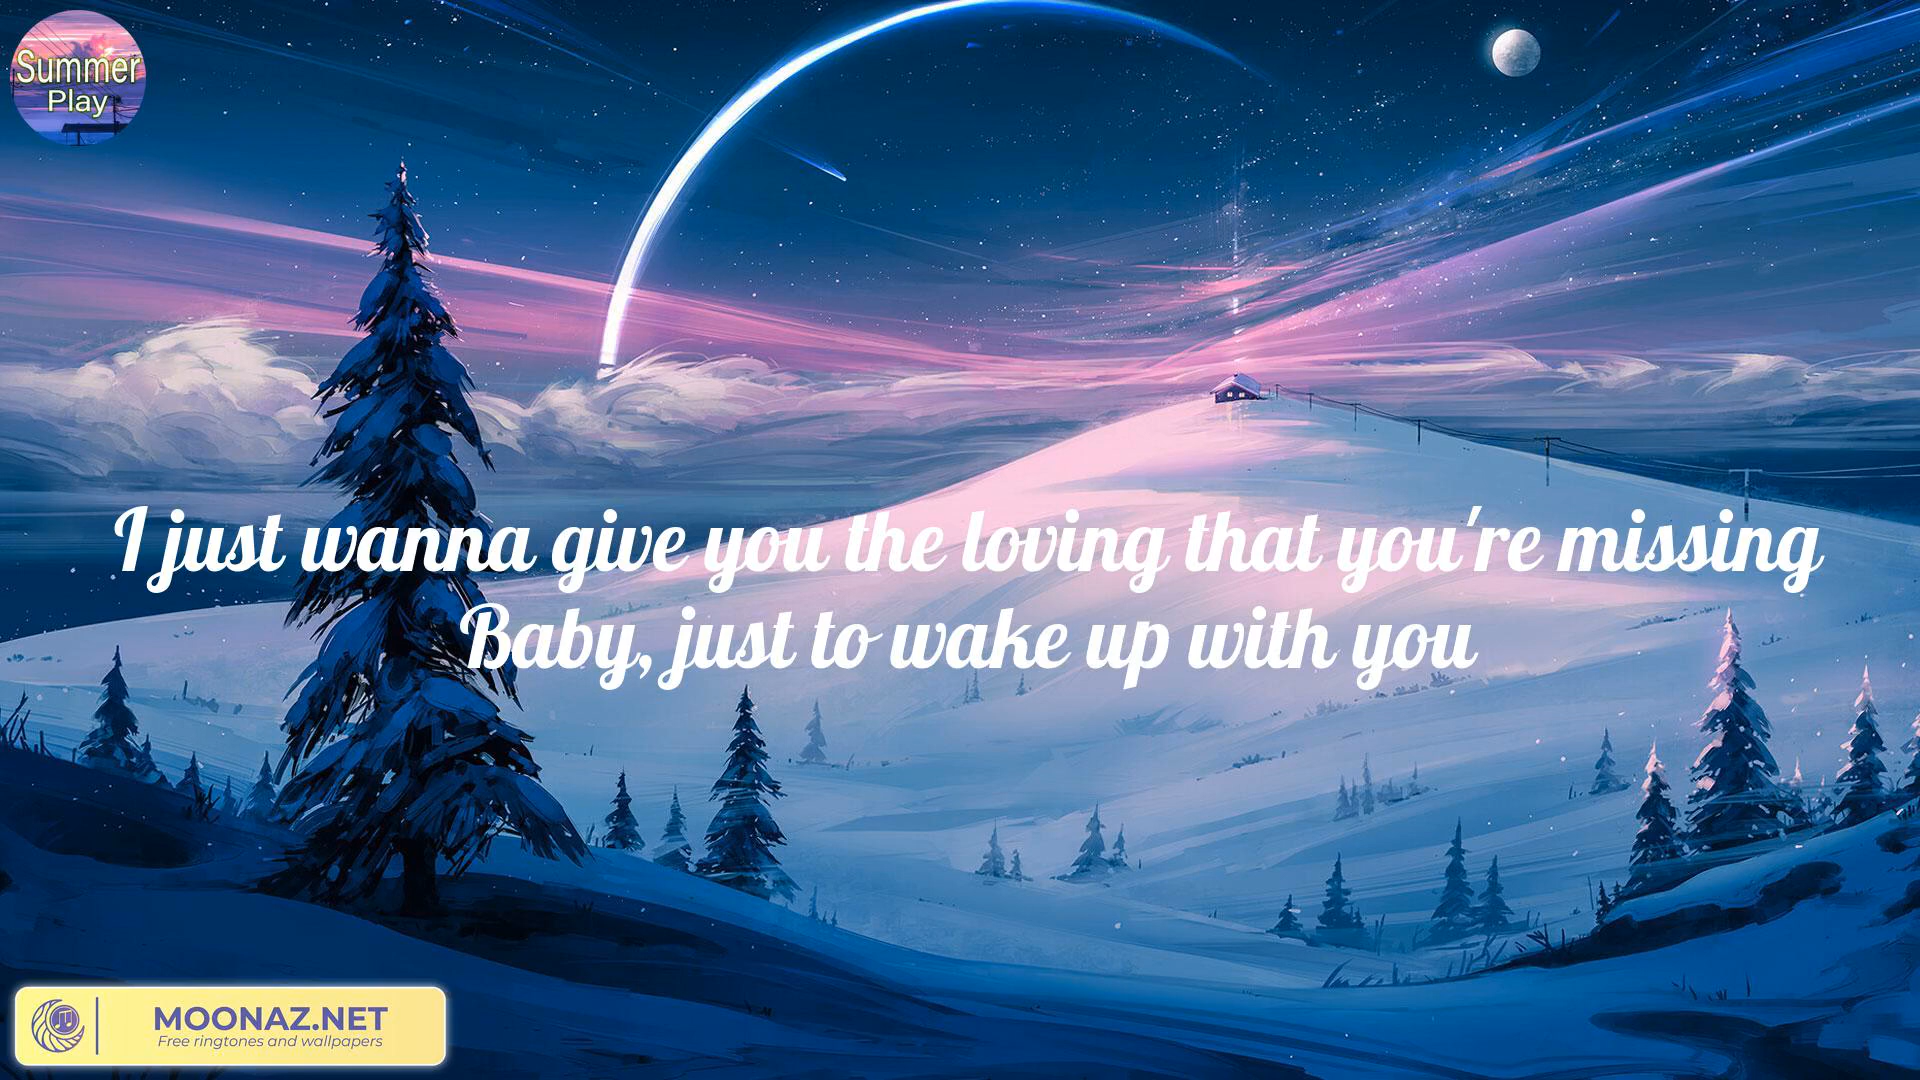 Summer
Play
I just wanna give you the loving that you're missing
Baby, just to wake up with you
MOONAZ.NET
Free ringtones and wallpapers